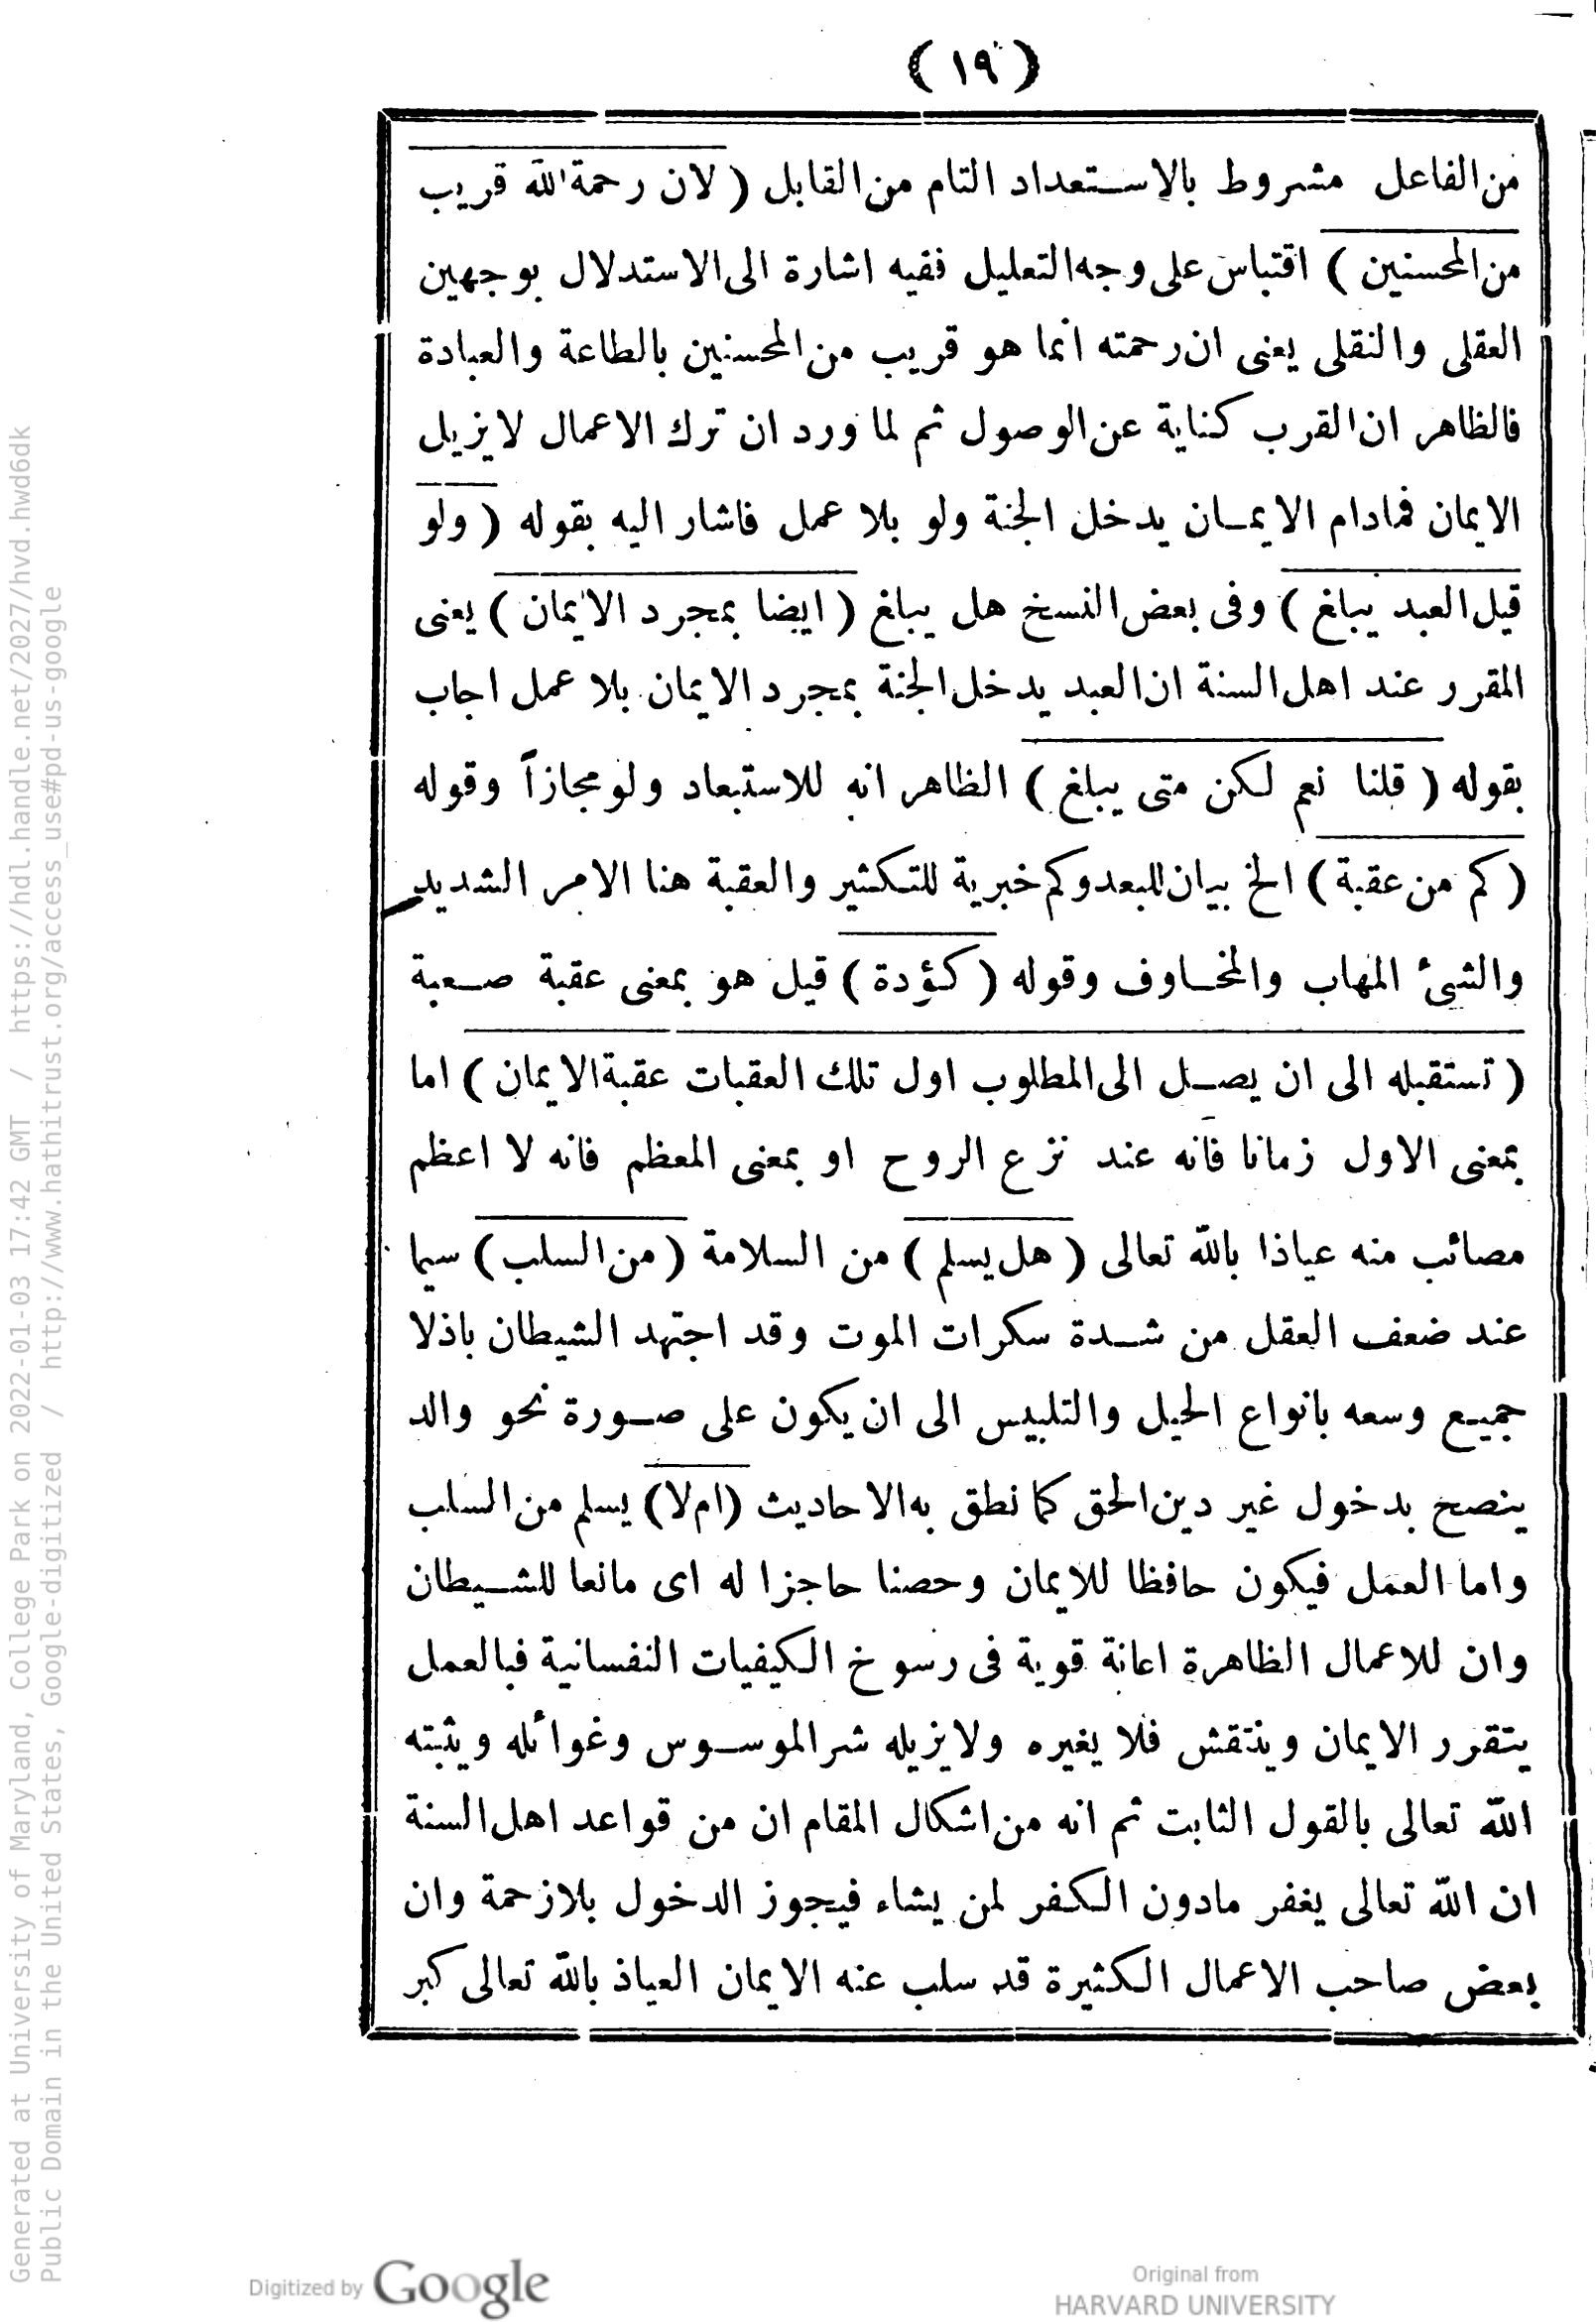 ( ١٩ )
من الفاعل مشروط بالاستعداد التام من القابل ( لان رحمة الله قريب
من المحسنين ) اقتباس على وجه التعليل ففيه اشارة الى الاستدلال بوجهين
العقلى والنقلى يعنى ان رحمته انما هو قريب من المحسنين بالطاعة والعبادة
فالظاهر ان القرب كناية عن الوصول ثم لما ورد ان ترك الاعمال لا يزيل
الايمان فمادام الايمان يدخل الجنة ولو بلا عمل فاشار اليه بقوله ( ولو
قيل العبد يبلغ ) وفى بعض النسخ هل يبلغ ( ايضا بمجرد الايمان ) يعنى
المقرر عند اهل السنة ان العبد يدخل الجنة بمجرد الايمان بلا عمل اجاب
بقوله ( قلنا نعم لكن متى يبلغ ) الظاهر انه للاستبعاد ولو مجازاً وقوله
( كم من عقبة ) الخ بيان للبعد وكم خبرية للتكثير والعقبة هنا الامر الشديد
والشئ المهاب والمخاوف وقوله ( كؤدة ) قيل هو بمعنى عقبة صعبة
( تستقبله الى ان يصل الى المطلوب اول تلك العقبات عقبة الايمان ) اما
بمعنى الاول زمانا فانه عند نزع الروح او بمعنى المعظم فانه لا اعظم
مصائب منه عياذا بالله تعالى ( هل يسلم ) من السلامة ( من السلب ) سيما
عند ضعف العقل من شدة سكرات الموت وقد اجتهد الشيطان باذلا
جميع وسعه بانواع الحيل والتلبيس الى ان يكون على صورة نحو والد
ينصح بدخول غير دين الحق كما نطق به الاحاديث (ام لا) يسلم من السلب
واما العمل فيكون حافظا للايمان وحصنا حاجزا له اى مانعا للشيطان
وان للاعمال الظاهرة اعانة قوية فى رسوخ الكيفيات النفسانية فبالعمل
يتقرر الايمان وينتقش فلا يغيره ولا يزيله شر الموسوس وغوائله ويثبته
الله تعالى بالقول الثابت ثم انه من اشكال المقام ان من قواعد اهل السنة
ان الله تعالى يغفر مادون الكفر لمن يشاء فيجوز الدخول بلا زحمة وان
بعض صاحب الاعمال الكثيرة قد سلب عنه الايمان العياذ بالله تعالى كبر
Generated at University of Maryland, College Park on 2022-01-03 17:42 GMT / https://hdl.handle.net/2027/hvd.hwd6dk
Public Domain in the United States, Google-digitized / http://www.hathitrust.org/access_use#pd-us-google
Digitized by Google
Original from
HARVARD UNIVERSITY